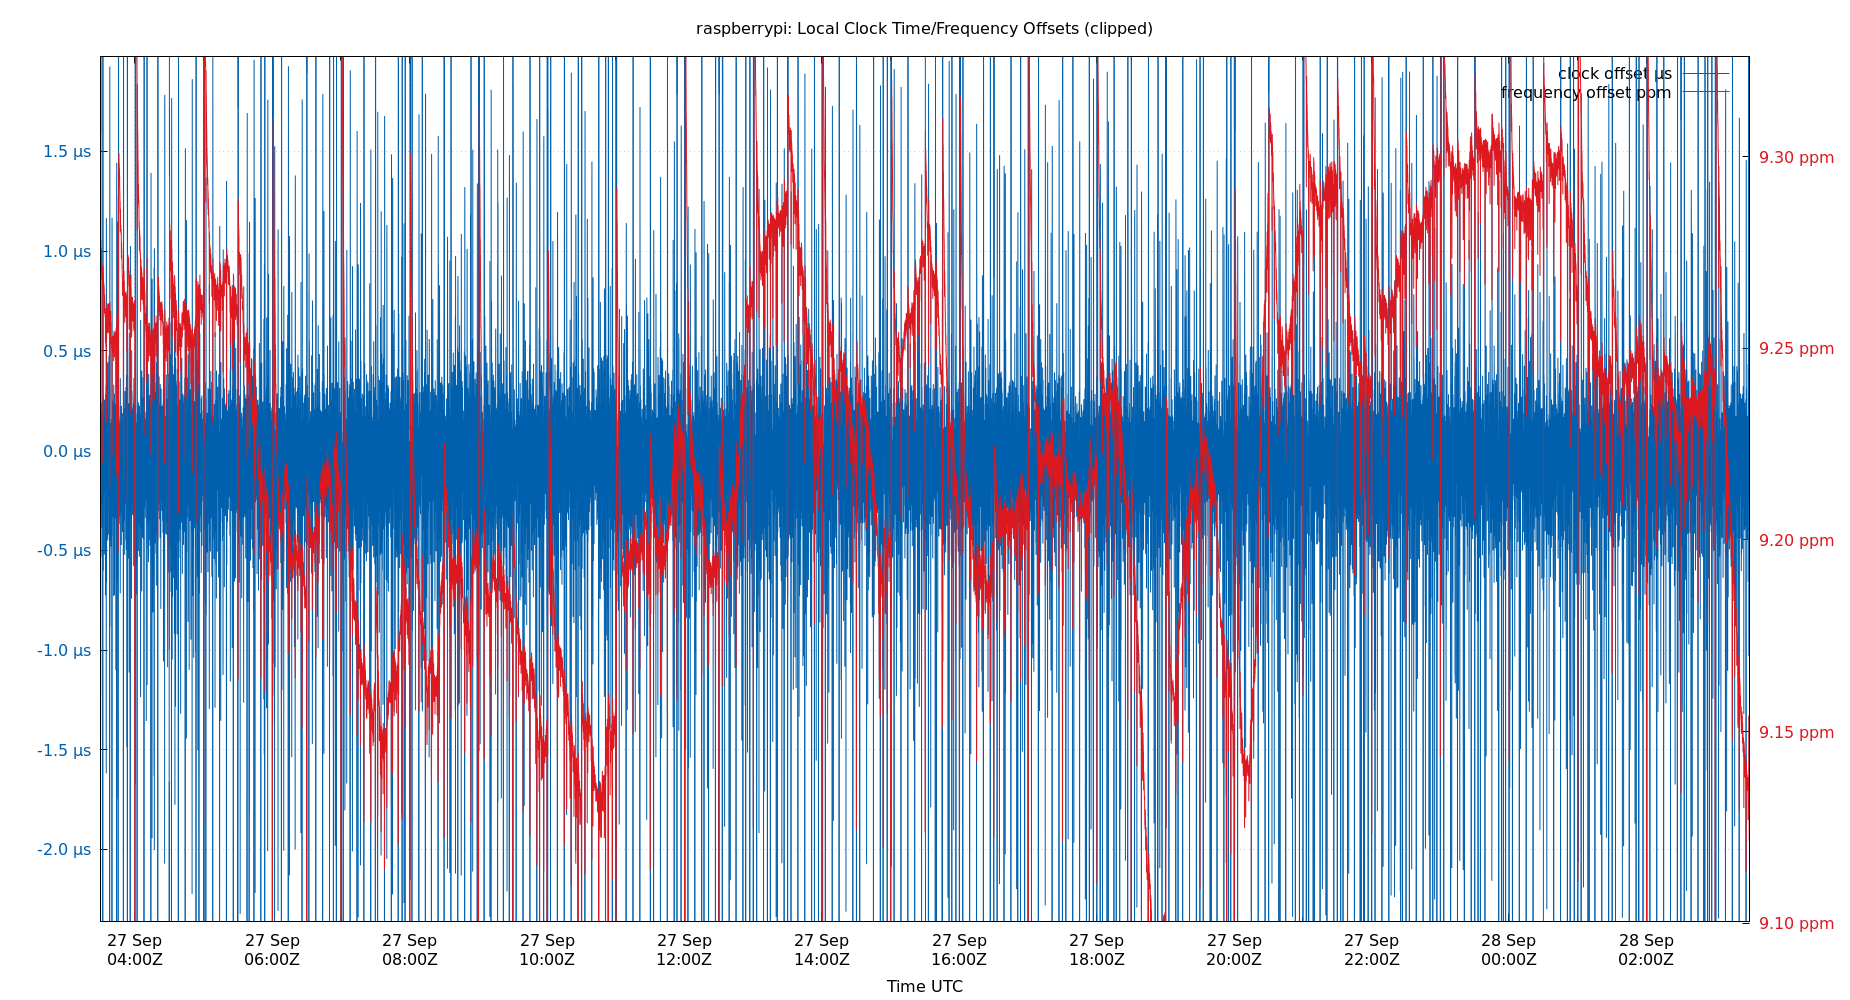 raspberrypi: Local Clock Time/Frequency Offsets (clipped)
clock offset µs
frequency offset ppm
1.5 µs
1.0 µs
0.5 µs
0.0 µs
-0.5 µs
-1.0 µs
-1.5 µs
-2.0 µs
9.30 ppm
9.25 ppm
9.20 ppm
9.15 ppm
9.10 ppm
27 Sep
04:00Z
27 Sep
06:00Z
27 Sep
08:00Z
27 Sep
10:00Z
27 Sep
12:00Z
27 Sep
14:00Z
27 Sep
16:00Z
27 Sep
18:00Z
27 Sep
20:00Z
27 Sep
22:00Z
28 Sep
00:00Z
28 Sep
02:00Z
Time UTC